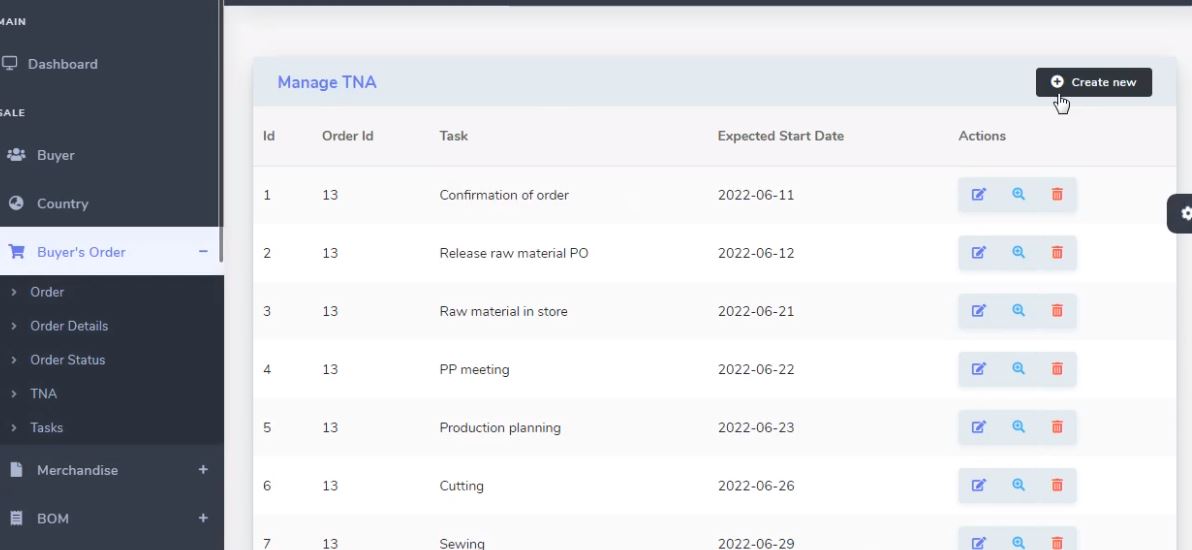 MAIN
Dashboard
SALE
Buyer
Country
Buyer's Order
Order
Order Details
Order Status
TNA
Tasks
Merchandise
BOM
Manage TNA
Create new
Id Order Id Task Expected Start Date Actions
1 13 Confirmation of order 2022-06-11
2 13 Release raw material PO 2022-06-12
3 13 Raw material in store 2022-06-21
4 13 PP meeting 2022-06-22
5 13 Production planning 2022-06-23
6 13 Cutting 2022-06-26
7 13 Sewing 2022-06-29